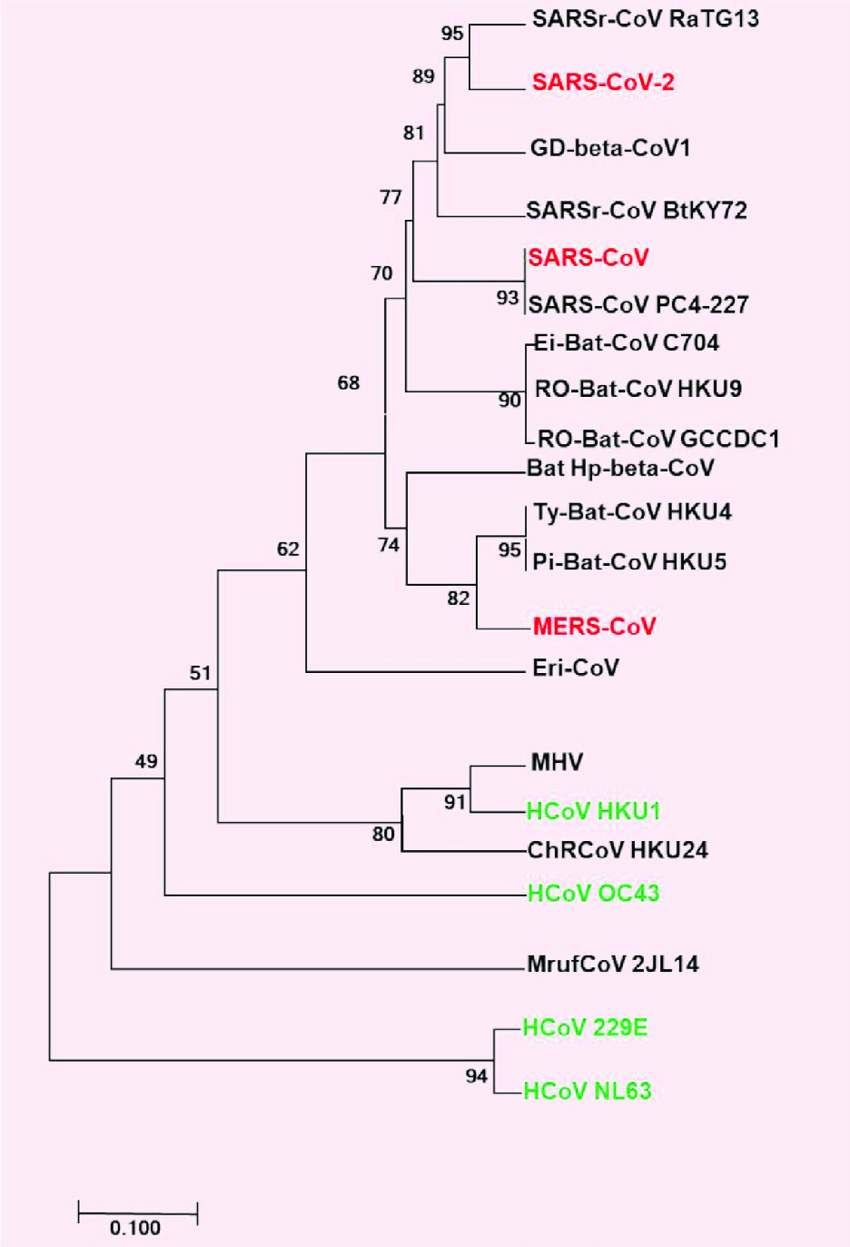 SARSr-CoV RaTG13
95
SARS-CoV-2
89
81
GD-beta-CoV1
77
SARSr-CoV BtKY72
SARS-CoV
70
93
SARS-CoV PC4-227
Ei-Bat-CoV C704
68
RO-Bat-CoV HKU9
90
RO-Bat-CoV GCCDC1
Bat Hp-beta-CoV
Ty-Bat-CoV HKU4
74
62
95
Pi-Bat-CoV HKU5
82
MERS-CoV
51
Eri-CoV
49
MHV
91
HCoV HKU1
80
ChRCoV HKU24
HCoV OC43
MrufCoV 2JL14
HCoV 229E
94
HCoV NL63
0.100